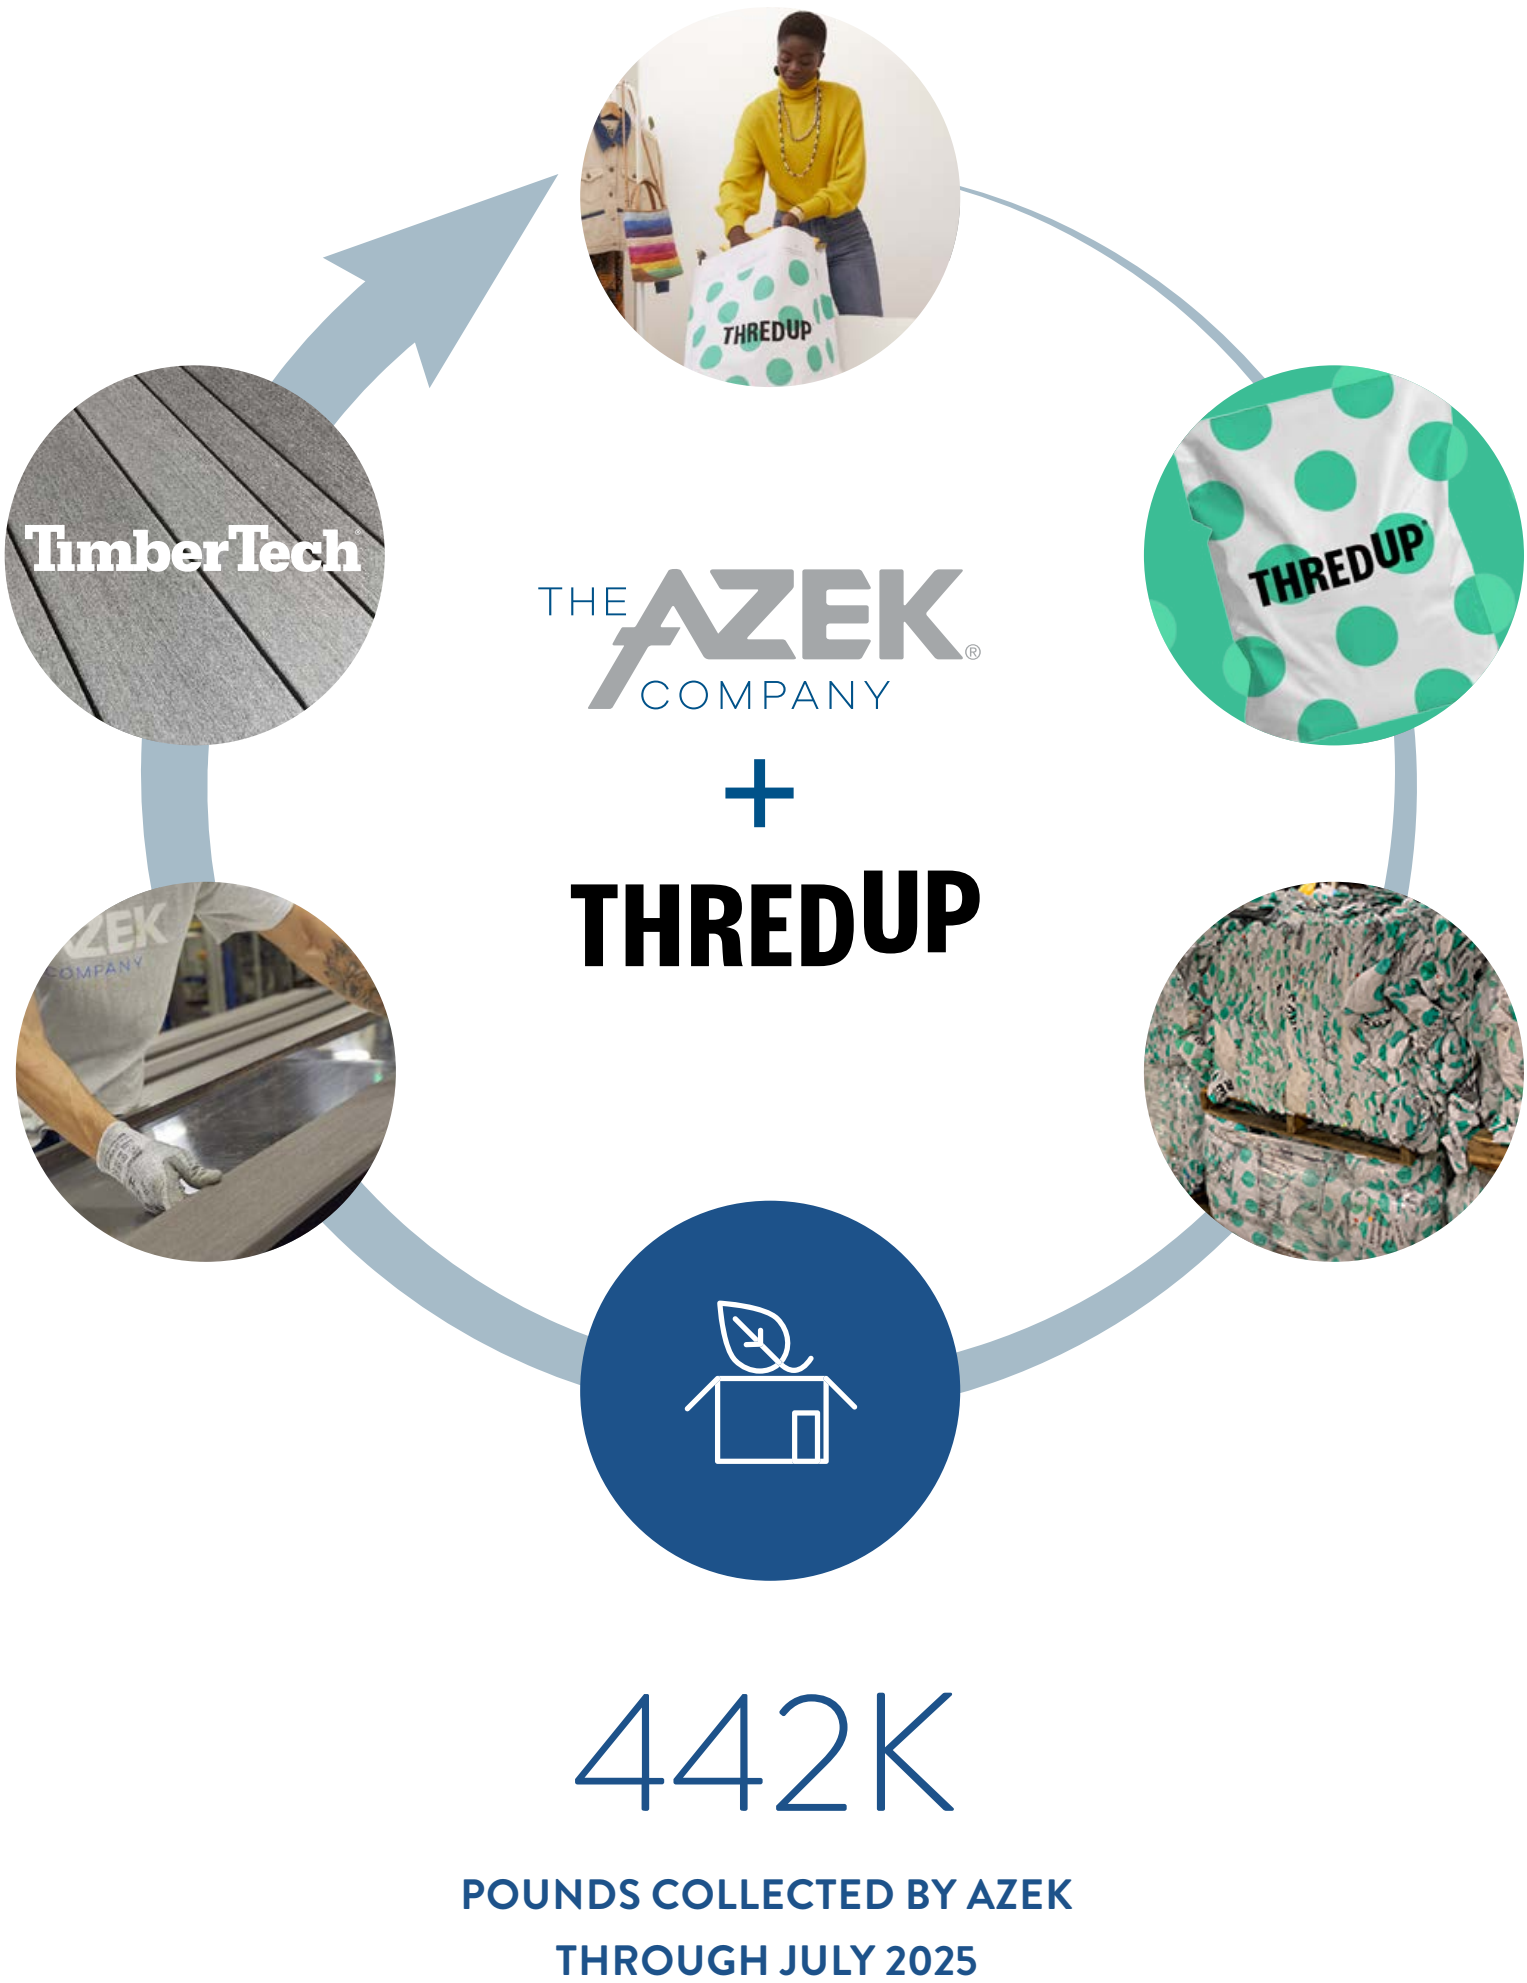 THREDUP
TimberTech
THREDUP
THE AZEK®
COMPANY
+
THREDUP
AZEK
COMPANY
442K
POUNDS COLLECTED BY AZEK
THROUGH JULY 2025